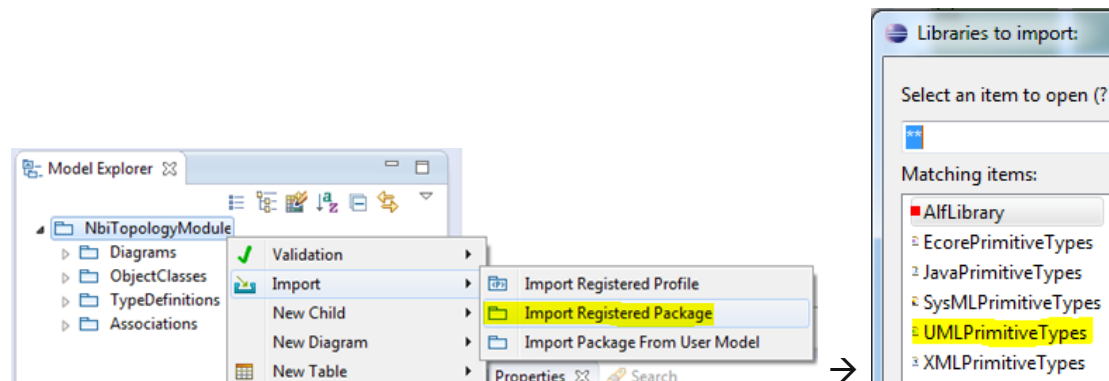 Model Explorer
NbiTopologyModule
Diagrams
ObjectClasses
TypeDefinitions
Associations
Validation
Import
New Child
New Diagram
New Table
Import Registered Profile
Import Registered Package
Import Package From User Model
Properties
Search
→
Libraries to import:
Select an item to open (?
**
Matching items:
AlfLibrary
EcorePrimitiveTypes
JavaPrimitiveTypes
SysMLPrimitiveTypes
UMLPrimitiveTypes
XMLPrimitiveTypes